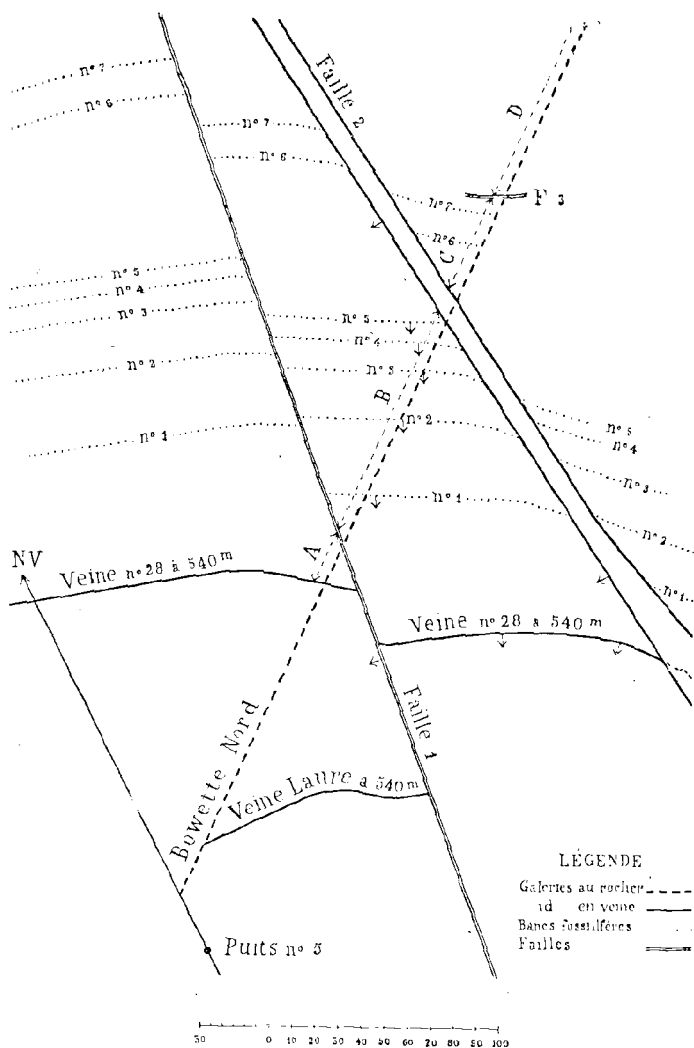 n° 7
n° 6
Faille 2
n° 7
n° 6
D
F 3
n° 7
n° 6
C
n° 5
n° 4
n° 3
n° 5
n° 4
n° 3
n° 2
B
n° 2
n° 1
n° 5
n° 4
n° 3
n° 1
n° 2
A
NV
Veine n° 28 à 540 m
n° 1
Veine n° 28 à 540 m
Faille 1
Bowette Nord
Veine Laure à 540 m
LÉGENDE
Galeries au rocher
id en veine
Bancs fossilifères
Failles
Puits n° 5
50 0 10 20 30 40 50 60 70 80 90 100